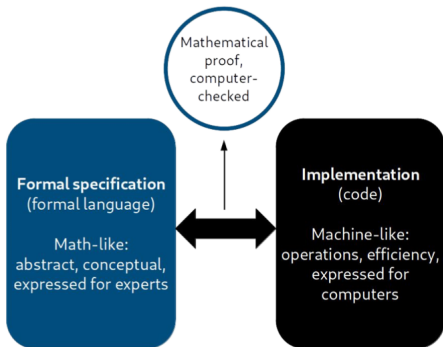 Mathematical
proof,
computer-
checked
Formal specification
(formal language)
Math-like:
abstract, conceptual,
expressed for experts
Implementation
(code)
Machine-like:
operations, efficiency,
expressed for
computers